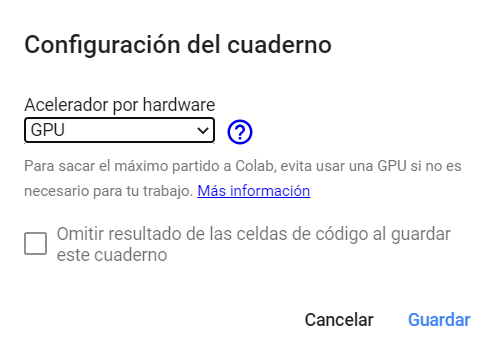 Configuración del cuaderno
Acelerador por hardware
GPU
Para sacar el máximo partido a Colab, evita usar una GPU si no es
necesario para tu trabajo. Más información
Omitir resultado de las celdas de código al guardar
este cuaderno
Cancelar Guardar